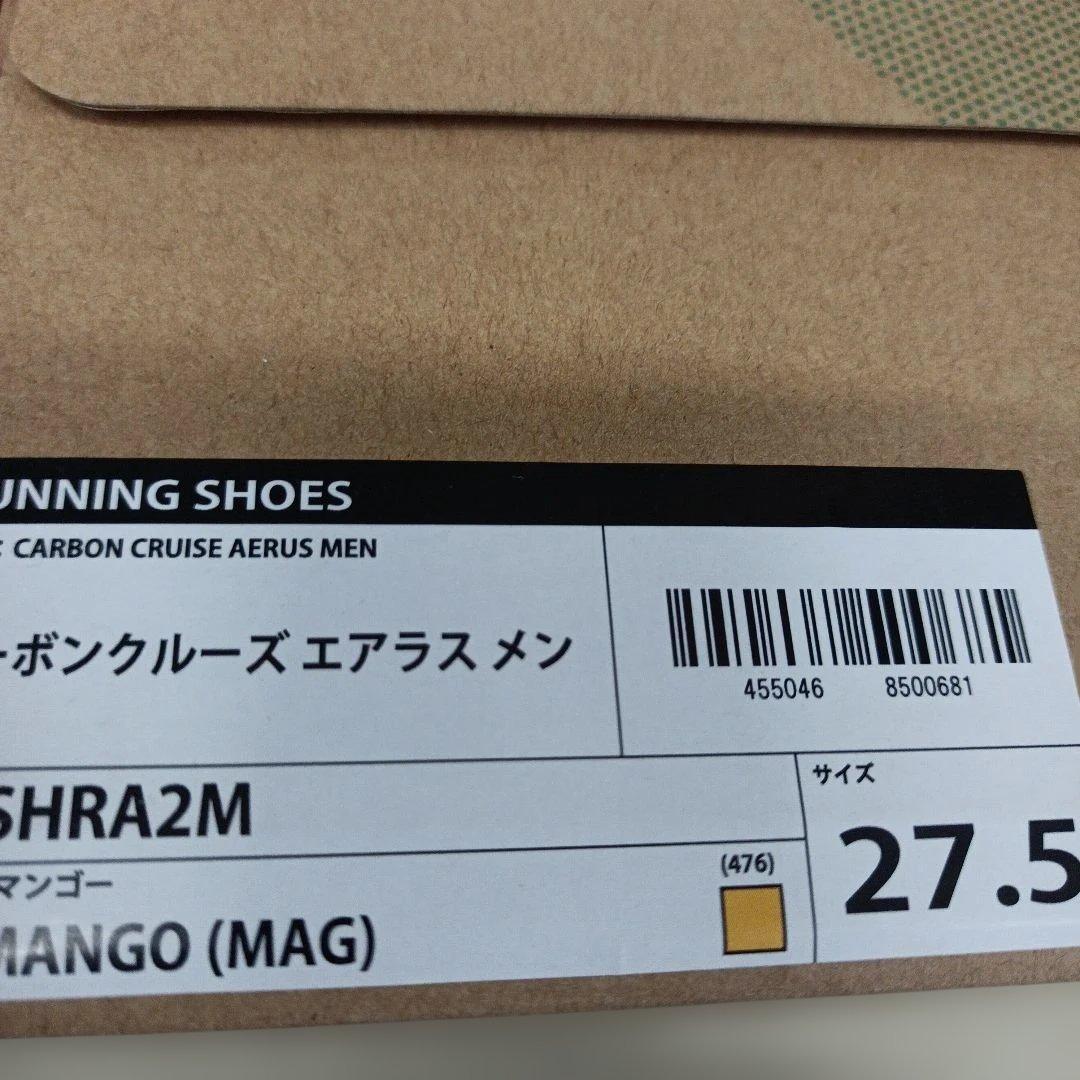 UNNING SHOES
: CARBON CRUISE AERUS MEN
ーボンクルーズ エアラス メン
455046 8500681
SHRA2M
サイズ
27.5
マンゴー
(476)
MANGO (MAG)